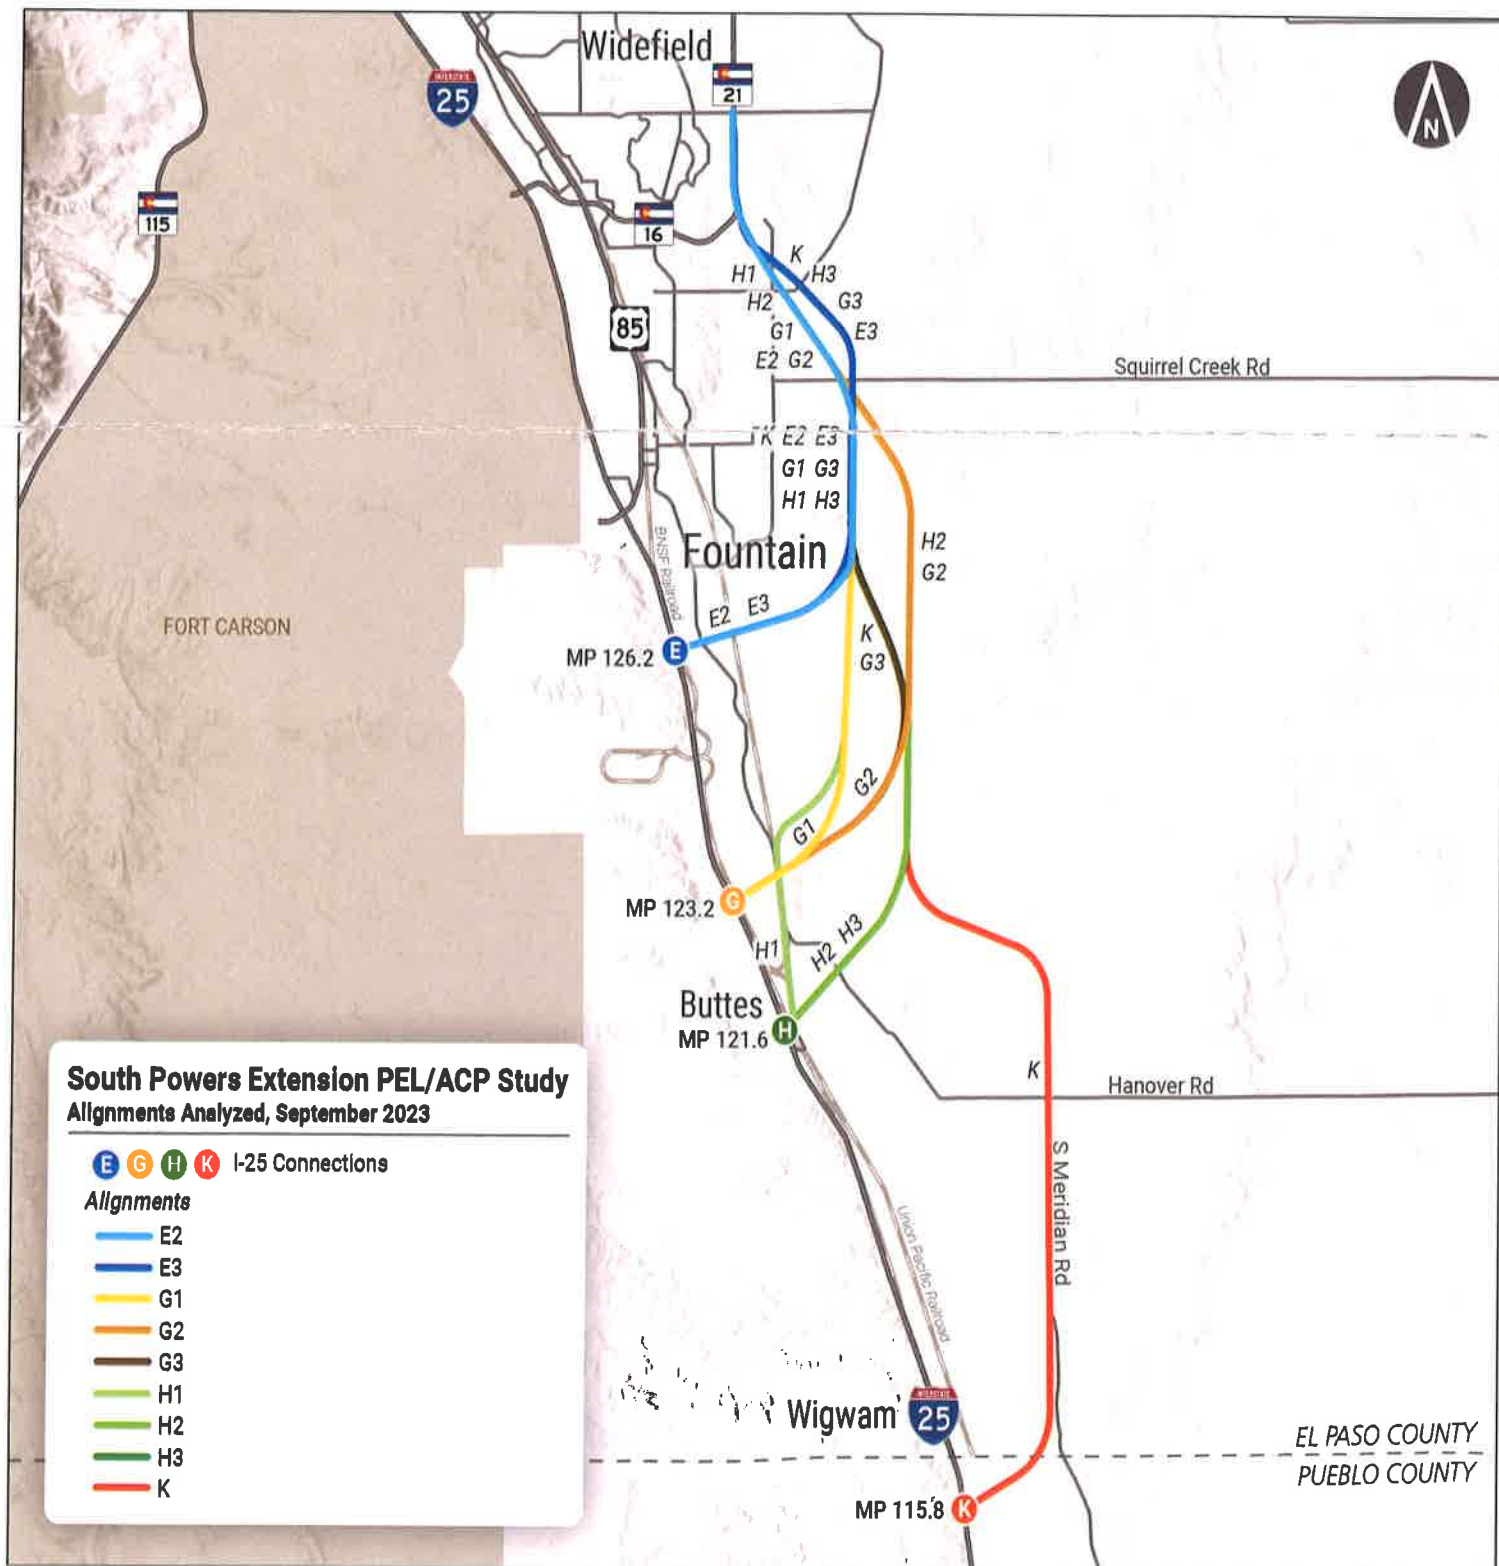 Widefield
INTERSTATE
25
21
115
16
K
H1
H3
H2
G3
G1
E3
85
E2 G2
Squirrel Creek Rd
K E2 E3
G1 G3
H1 H3
H2
G2
Fountain
BNSF Railroad
E2 E3
FORT CARSON
K
G3
MP 126.2
E
G2
G1
MP 123.2
G
H1
H2 H3
Buttes
MP 121.6
H
K
Hanover Rd
S Meridian Rd
Union Pacific Railroad
South Powers Extension PEL/ACP Study
Alignments Analyzed, September 2023
E G H K I-25 Connections
Alignments
E2
E3
G1
G2
G3
H1
H2
H3
K
Wigwam
INTERSTATE
25
EL PASO COUNTY
PUEBLO COUNTY
MP 115.8
K
N